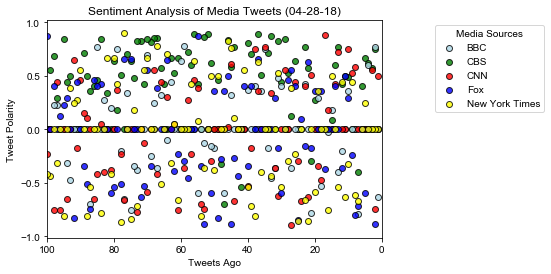 Sentiment Analysis of Media Tweets (04-28-18)
Media Sources
BBC
CBS
CNN
Fox
New York Times
Tweet Polarity
1.0
0.5
0.0
−0.5
−1.0
100
80
60
40
20
0
Tweets Ago